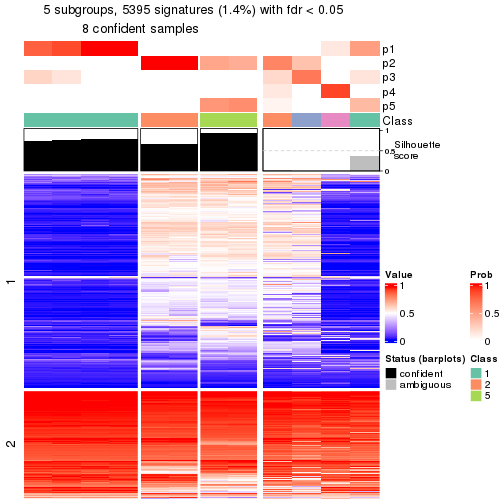 5 subgroups, 5395 signatures (1.4%) with fdr < 0.05
8 confident samples
p1
p2
p3
p4
p5
Class
1
0.5
0
Silhouette
score
1
2
Value
1
0.5
0
Prob
1
0.5
0
Status (barplots)
confident
ambiguous
Class
1
2
5